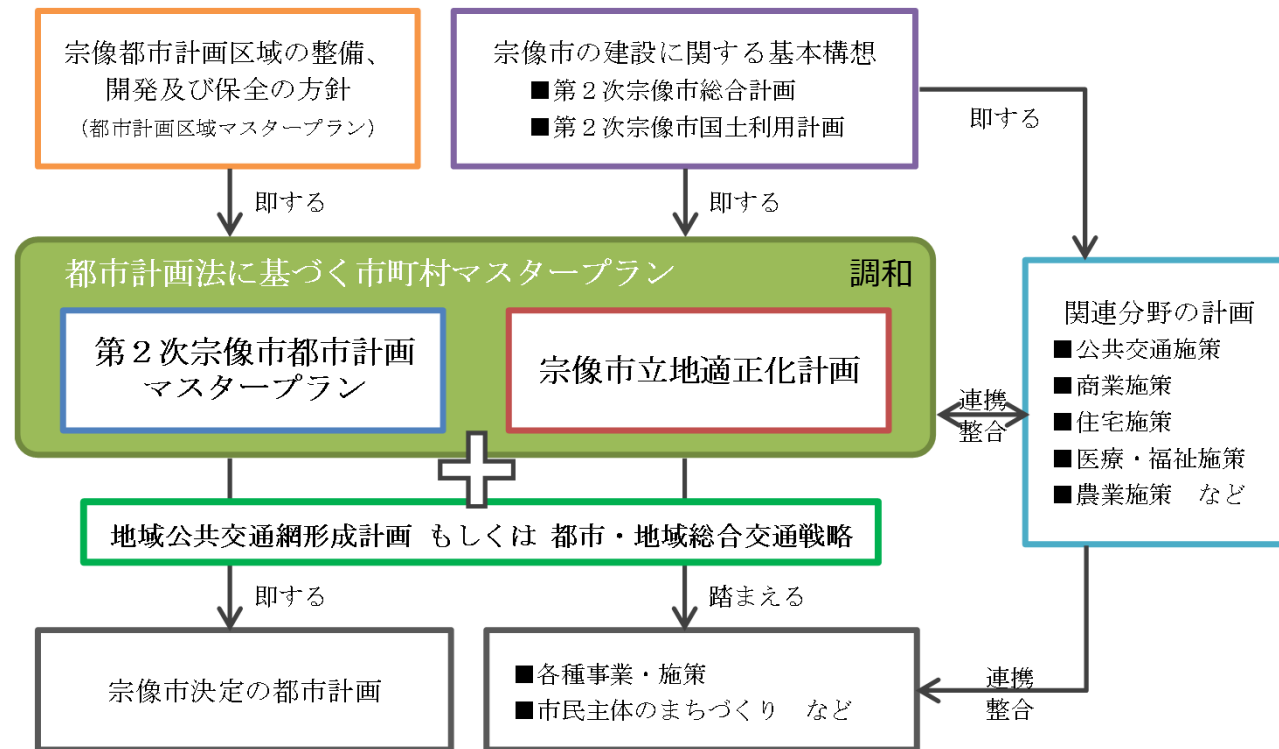 宗像都市計画区域の整備、
開発及び保全の方針
（都市計画区域マスタープラン）
宗像市の建設に関する基本構想
■第２次宗像市総合計画
■第２次宗像市国土利用計画
即する
即する
即する
都市計画法に基づく市町村マスタープラン
調和
第２次宗像市都市計画
マスタープラン
宗像市立地適正化計画
連携
整合
関連分野の計画
■公共交通施策
■商業施策
■住宅施策
■医療・福祉施策
■農業施策　など
地域公共交通網形成計画 もしくは 都市・地域総合交通戦略
即する
踏まえる
宗像市決定の都市計画
■各種事業・施策
■市民主体のまちづくり　など
連携
整合